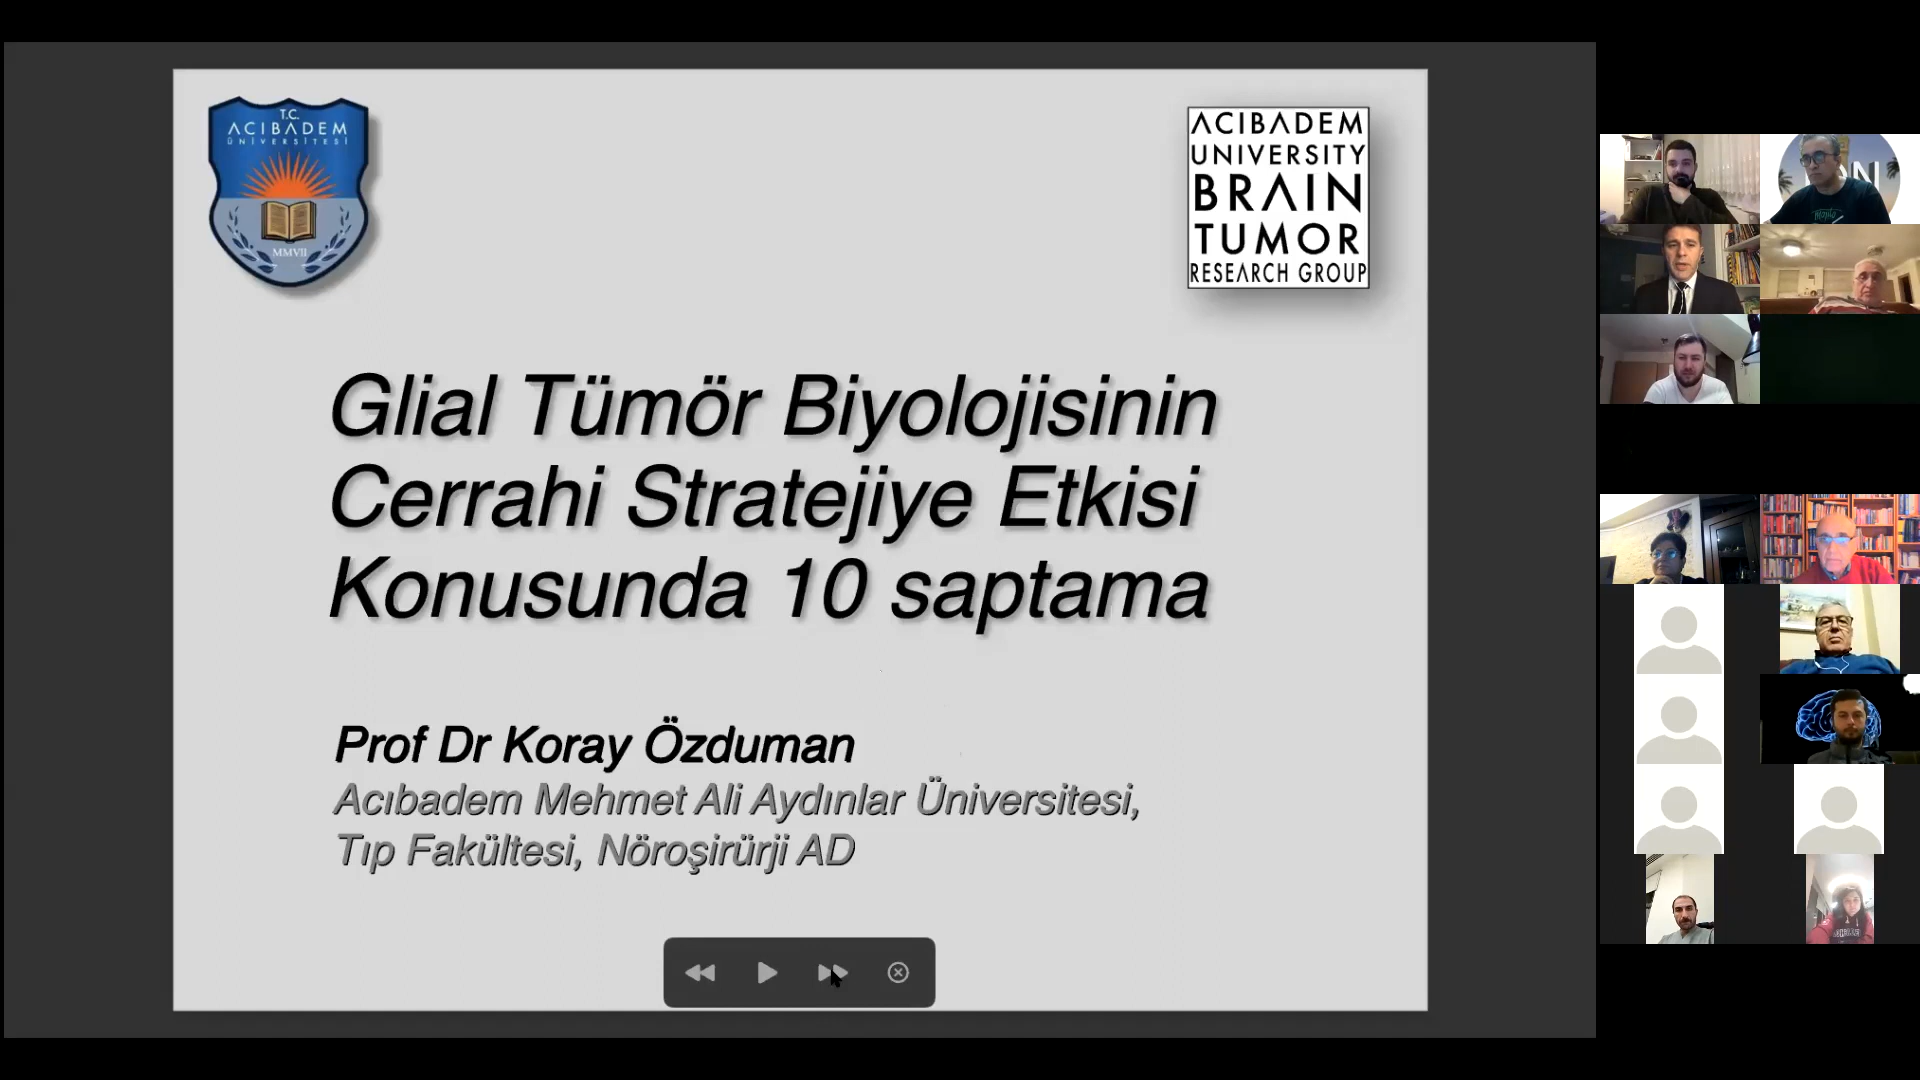 T.C.
ACIBADEM
ÜNİVERSİTESİ
MMVII
ACIBADEM
UNIVERSITY
BRAIN
TUMOR
RESEARCH GROUP
Glial Tümör Biyolojisinin
Cerrahi Stratejiye Etkisi
Konusunda 10 saptama
Prof Dr Koray Özduman
Acıbadem Mehmet Ali Aydınlar Üniversitesi,
Tıp Fakültesi, Nöroşirürji AD